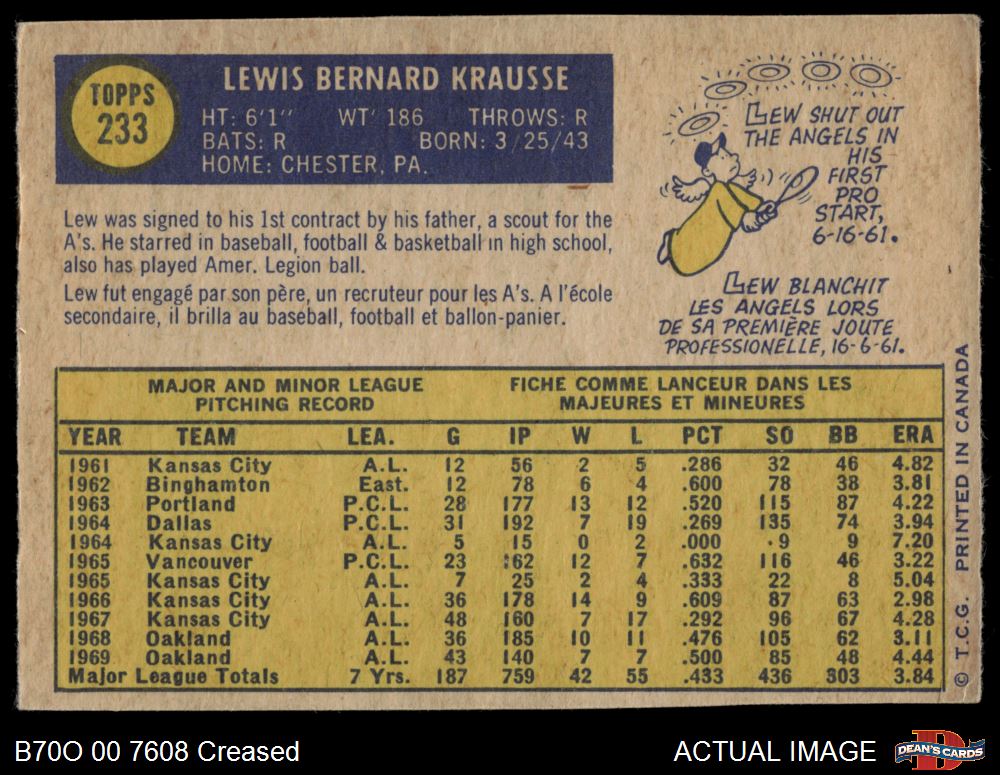 TOPPS
233
LEWIS BERNARD KRAUSSE
HT: 6'1" WT' 186 THROWS: R
BATS: R BORN: 3/25/43
HOME: CHESTER, PA.
LEW SHUT OUT
THE ANGELS IN
HIS
FIRST
PRO
START,
6-16-61.
LEW BLANCHIT
LES ANGELS LORS
DE SA PREMIÈRE JOUTE
PROFESSIONELLE, 16-6-61.
Lew was signed to his 1st contract by his father, a scout for the
A's. He starred in baseball, football & basketball in high school,
also has played Amer. Legion ball.
Lew fut engagé par son père, un recruteur pour les A's. A l'école
secondaire, il brilla au baseball, football et ballon-panier.
MAJOR AND MINOR LEAGUE FICHE COMME LANCEUR DANS LES
PITCHING RECORD MAJEURES ET MINEURES
YEAR TEAM LEA. G IP W L PCT SO BB ERA
1961 Kansas City A.L. 12 56 2 5 .286 32 46 4.82
1962 Binghamton East. 12 78 6 4 .600 78 38 3.81
1963 Portland P.C.L. 28 177 13 12 .520 115 87 4.22
1964 Dallas P.C.L. 31 192 7 19 .269 135 74 3.94
1964 Kansas City A.L. 5 15 0 2 .000 9 9 7.20
1965 Vancouver P.C.L. 23 162 12 7 .632 116 46 3.22
1965 Kansas City A.L. 7 25 2 4 .333 22 8 5.04
1966 Kansas City A.L. 36 178 14 9 .609 87 63 2.98
1967 Kansas City A.L. 48 160 7 17 .292 96 67 4.28
1968 Oakland A.L. 36 185 10 11 .476 105 62 3.11
1969 Oakland A.L. 43 140 7 7 .500 85 48 4.44
Major League Totals 7 Yrs. 187 759 42 55 .433 436 303 3.84
© T.C.G. PRINTED IN CANADA
B70O 00 7608 Creased
ACTUAL IMAGE
DEAN'S CARDS